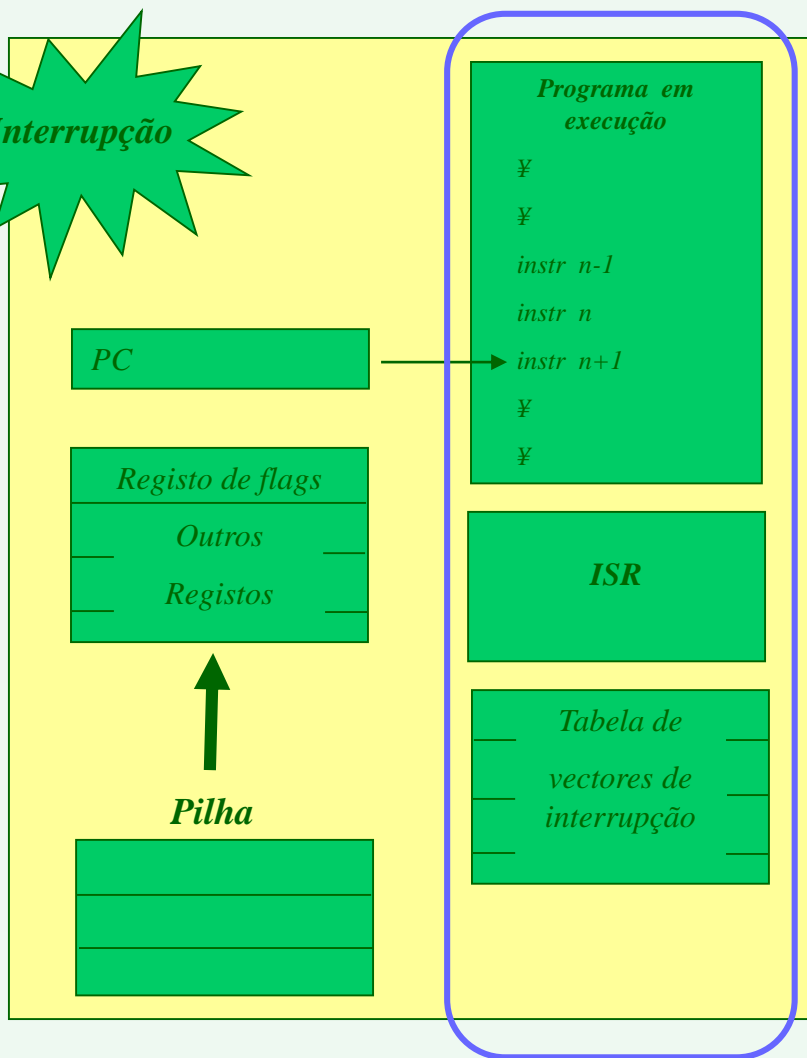 nterrupção
Programa em
execução
¥
¥
instr n-1
instr n
instr n+1
¥
¥
PC
Registo de flags
Outros
Registos
ISR
Tabela de
vectores de
interrupção
Pilha